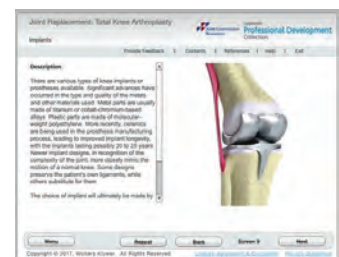 Joint Replacement: Total Knee Arthroplasty
Professional Development
Collection
Implants
Provide Feedback | Contents | References | Help | Exit
Description
There are various types of knee implants or
prostheses available. Significant advances have
occurred in the type and quality of the metals
and other materials used. Metal parts are usually
made of titanium or cobalt-chromium-based
alloys. Plastic parts are made of molecular-
weight polyethylene. More recently, ceramics
are being used in the prosthesis manufacturing
process, leading to improved implant longevity,
with the implants lasting possibly 20 to 25 years
Newer implant designs, in recognition of the
complexity of the joint, more closely mimic the
motion of a normal knee. Some designs
preserve the patient's own ligaments, while
others substitute for them
The choice of implant will ultimately be made by
Menu
Repeat
Back
Screen 9
Next
Copyright © 2017, Wolters Kluwer. All Rights Reserved